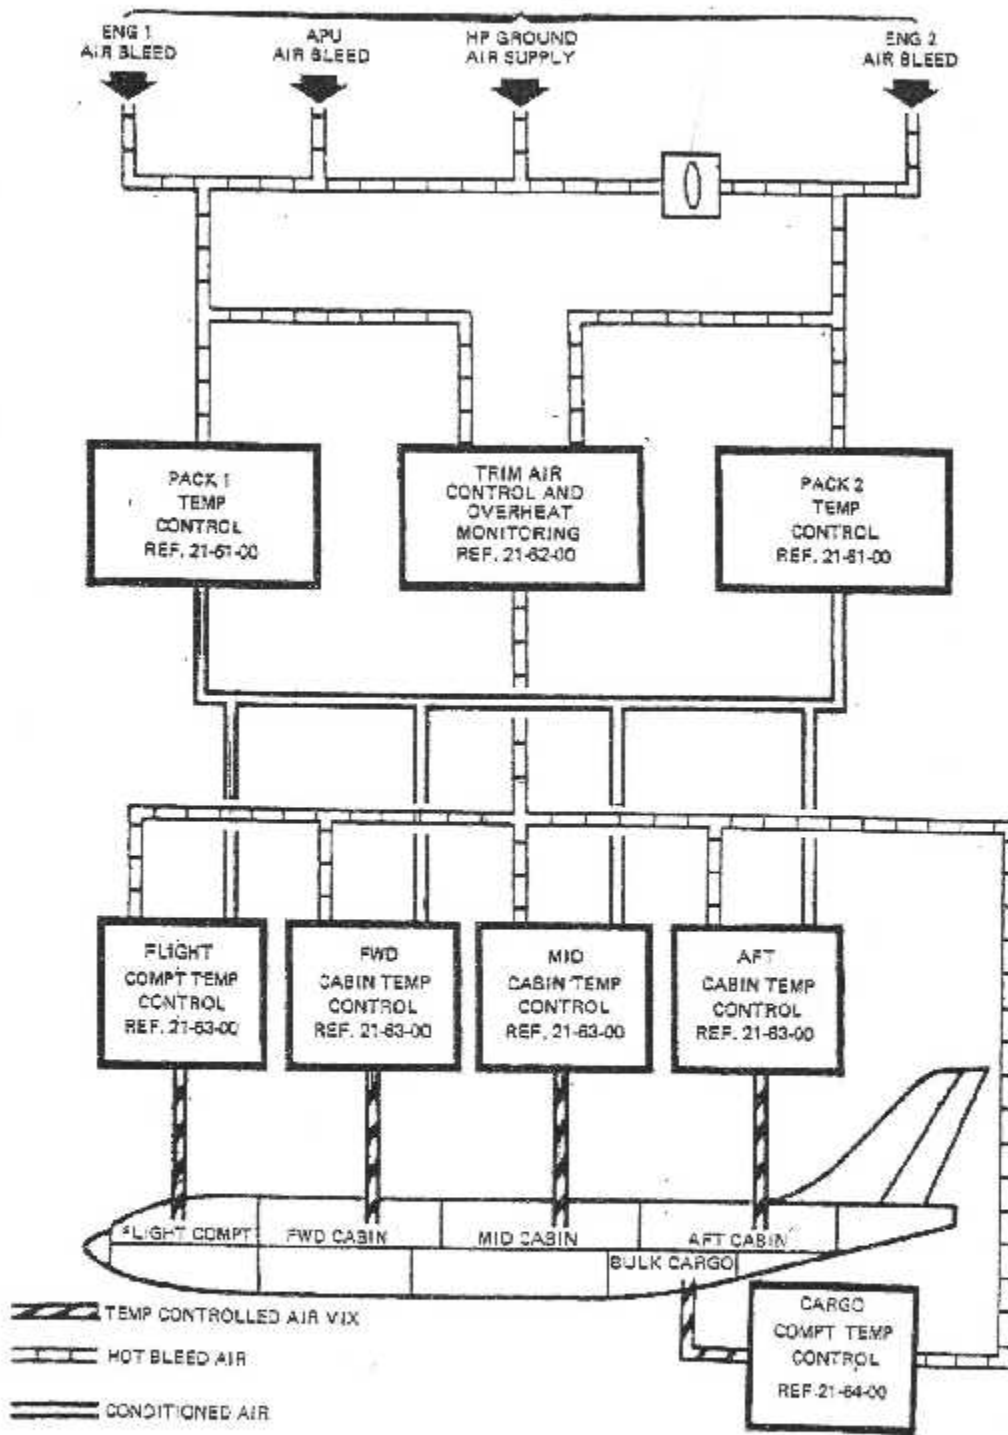 ENG 1
AIR BLEED
APU
AIR BLEED
HP GROUND
AIR SUPPLY
ENG 2
AIR BLEED
PACK 1
TEMP
CONTROL
REF. 21-61-00
TRIM AIR
CONTROL AND
OVERHEAT
MONITORING
REF. 21-62-00
PACK 2
TEMP
CONTROL
REF. 21-61-00
FLIGHT
COMPT TEMP
CONTROL
REF. 21-63-00
FWD
CABIN TEMP
CONTROL
REF. 21-63-00
MID
CABIN TEMP
CONTROL
REF. 21-63-00
AFT
CABIN TEMP
CONTROL
REF. 21-63-00
FLIGHT COMPT
FWD CABIN
MID CABIN
AFT CABIN
BULK CARGO
TEMP CONTROLLED AIR MIX
HOT BLEED AIR
CONDITIONED AIR
CARGO
COMPT TEMP
CONTROL
REF. 21-64-00